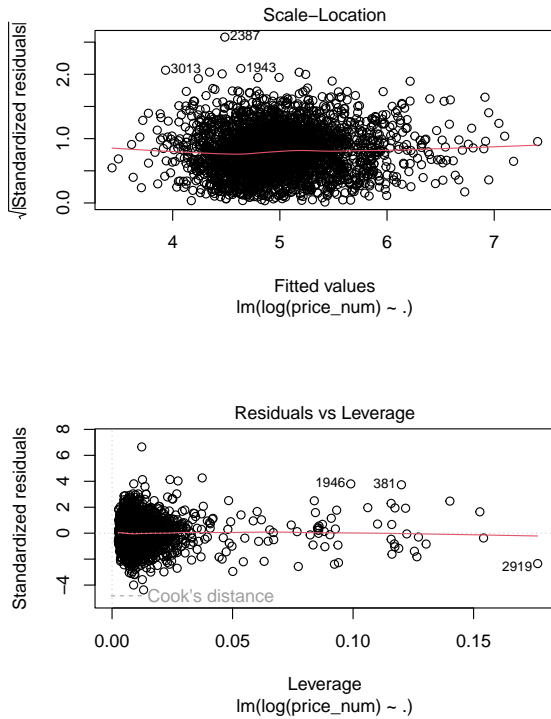 Scale−Location
√|Standardized residuals|
2.0
1.0
0.0
2387
3013
1943
4 5 6 7
Fitted values
lm(log(price_num) ~ .)
Residuals vs Leverage
Standardized residuals
8
4
2
0
−4
1946
381
2919
Cook's distance
0.00 0.05 0.10 0.15
Leverage
lm(log(price_num) ~ .)